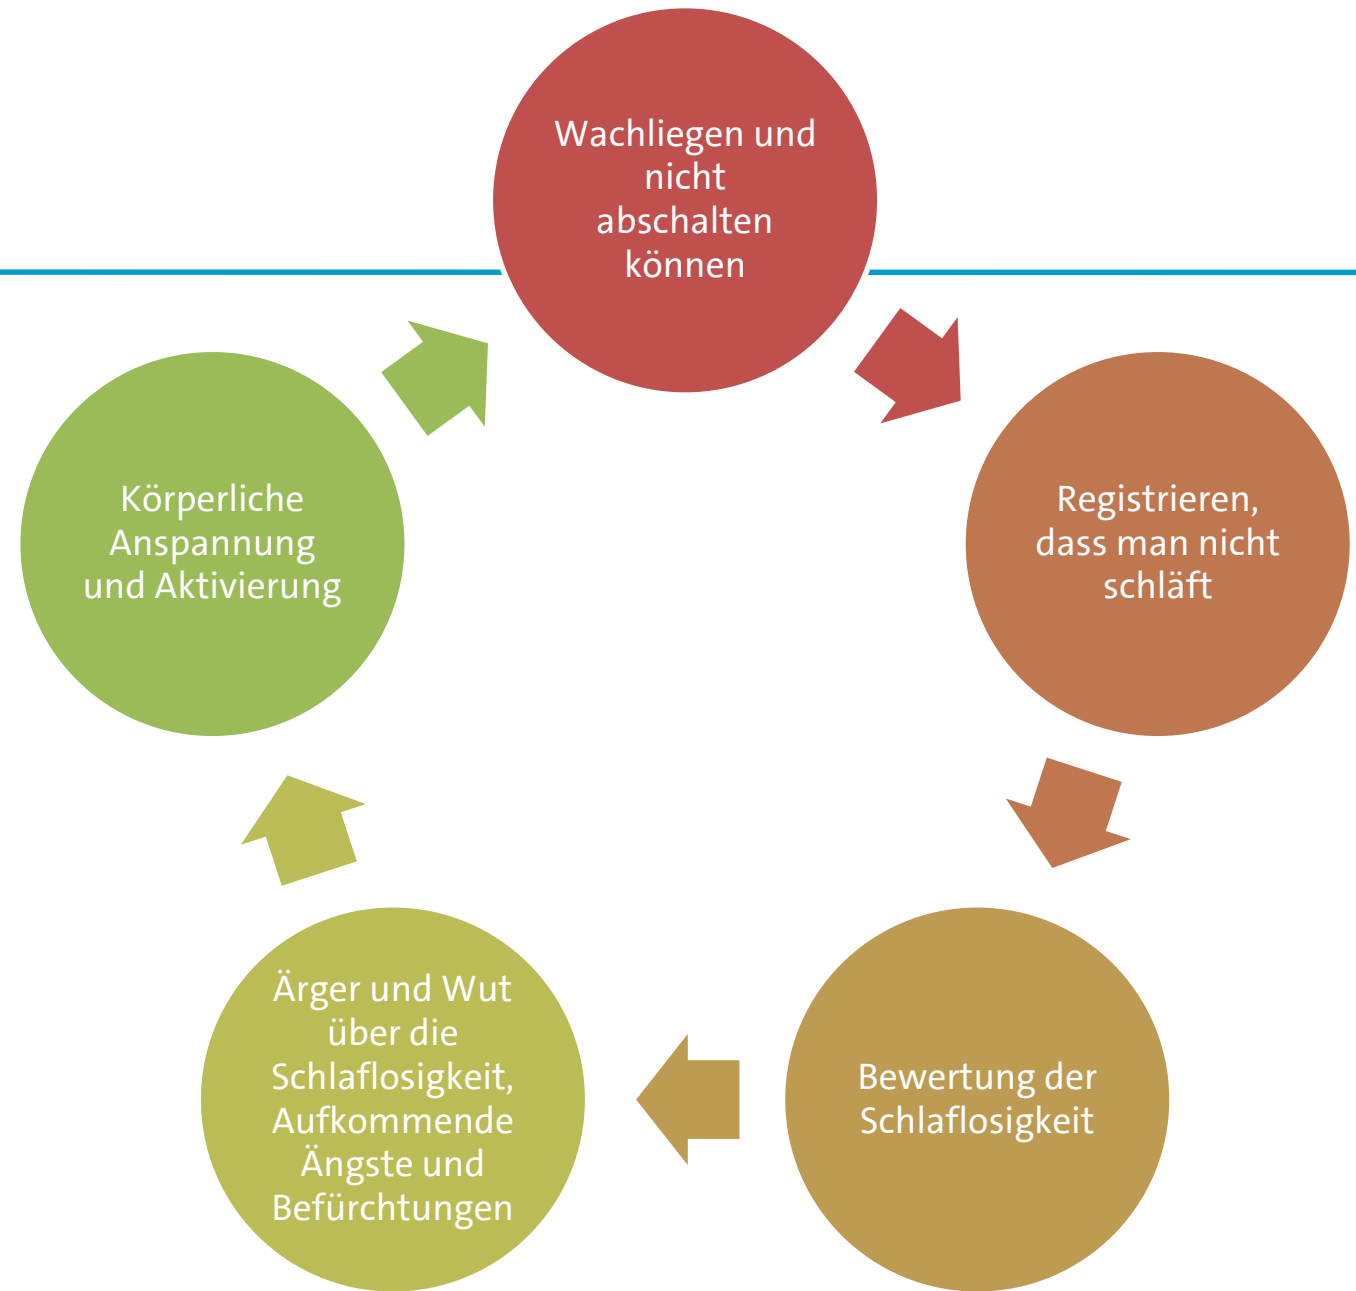 Wachliegen und
nicht
abschalten
können
Registrieren,
dass man nicht
schläft
Bewertung der
Schlaflosigkeit
Ärger und Wut
über die
Schlaflosigkeit,
Aufkommende
Ängste und
Befürchtungen
Körperliche
Anspannung
und Aktivierung